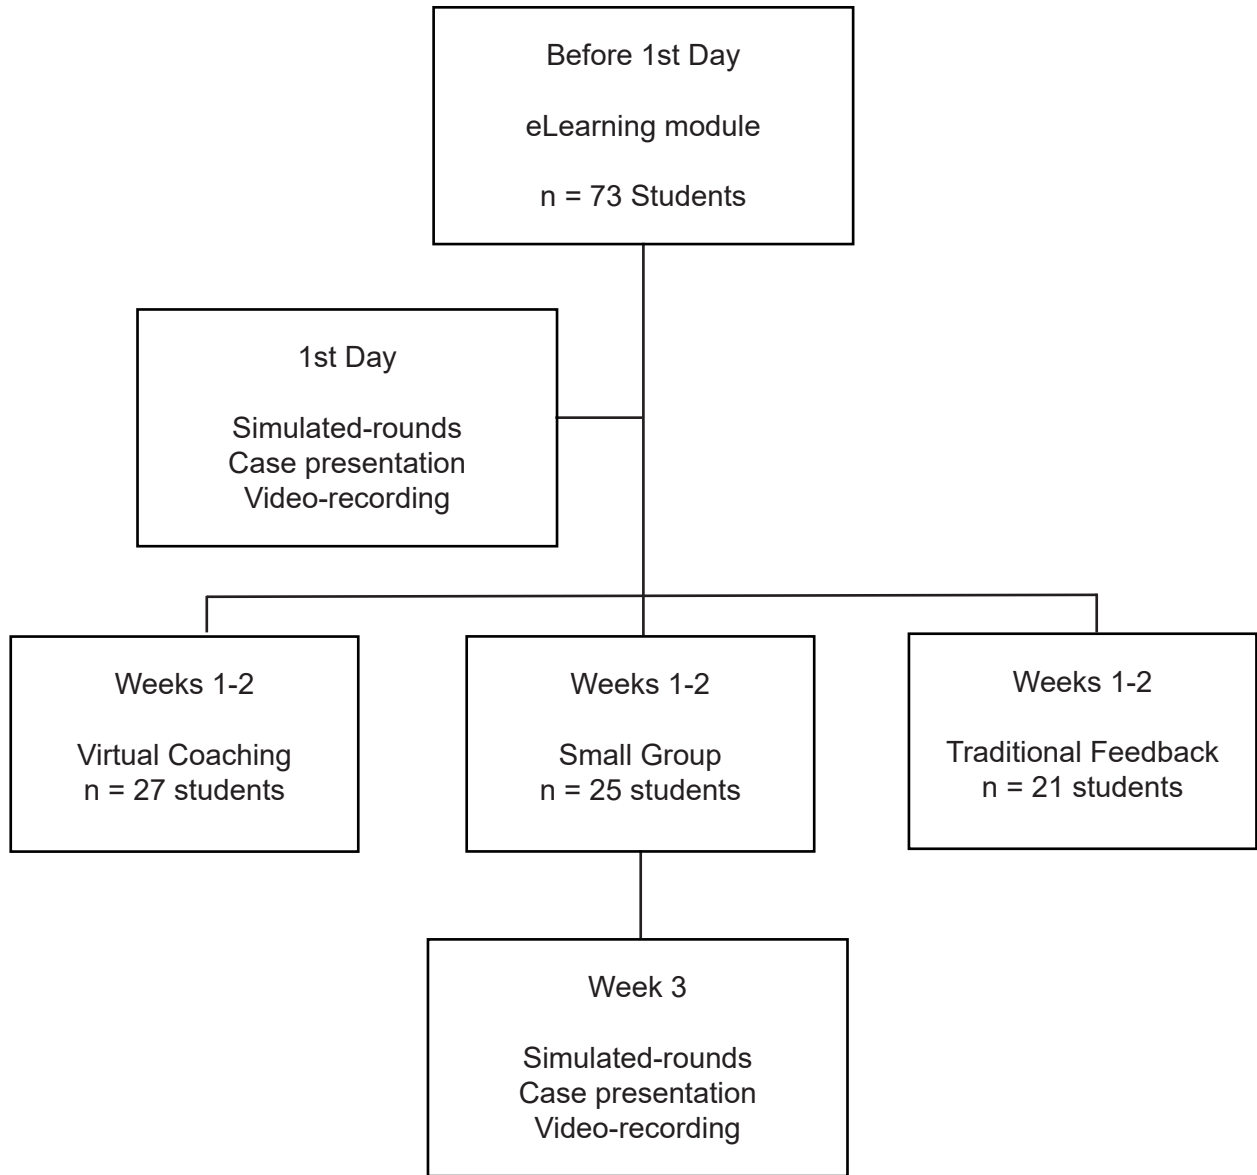 Before 1st Day
eLearning module
n = 73 Students
1st Day
Simulated-rounds
Case presentation
Video-recording
Weeks 1-2
Virtual Coaching
n = 27 students
Weeks 1-2
Small Group
n = 25 students
Weeks 1-2
Traditional Feedback
n = 21 students
Week 3
Simulated-rounds
Case presentation
Video-recording